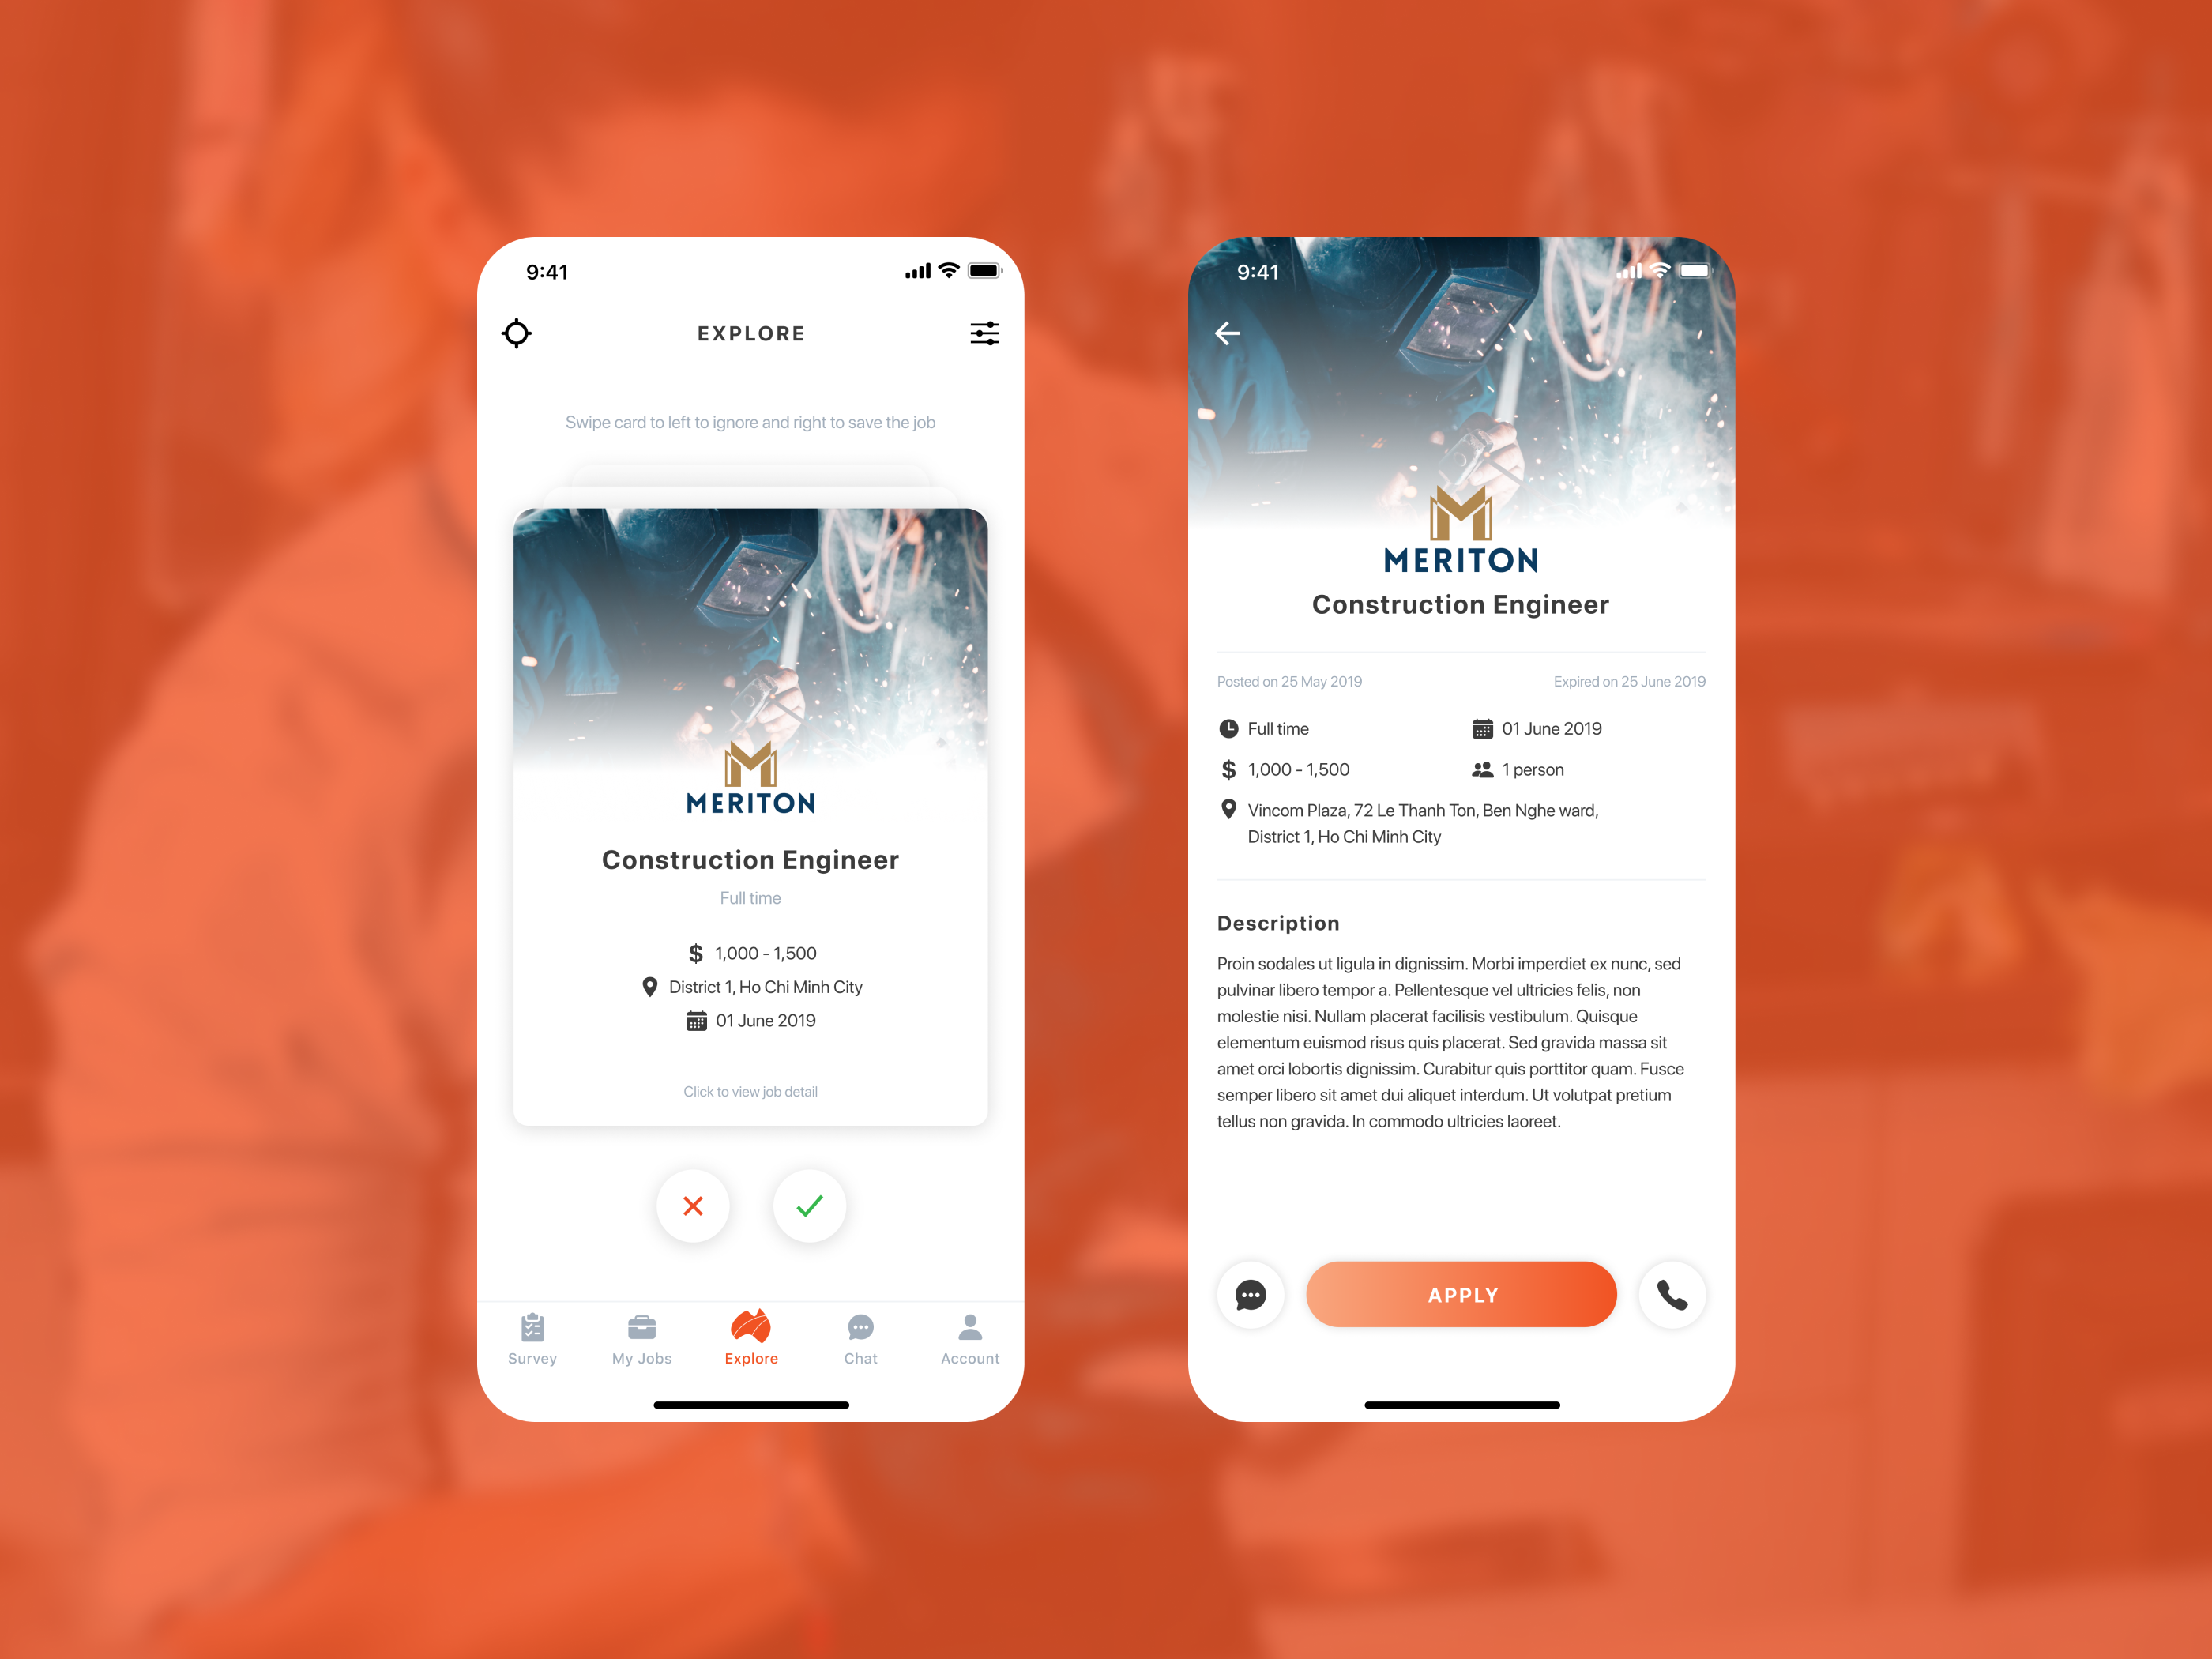 9:41
EXPLORE
Swipe card to left to ignore and right to save the job
MERITON
Construction Engineer
Full time
$ 1,000 - 1,500
District 1, Ho Chi Minh City
01 June 2019
Click to view job detail
Survey
My Jobs
Explore
Chat
Account
9:41
MERITON
Construction Engineer
Posted on 25 May 2019
Expired on 25 June 2019
Full time
01 June 2019
$ 1,000 - 1,500
1 person
Vincom Plaza, 72 Le Thanh Ton, Ben Nghe ward,
District 1, Ho Chi Minh City
Description
Proin sodales ut ligula in dignissim. Morbi imperdiet ex nunc, sed
pulvinar libero tempor a. Pellentesque vel ultricies felis, non
molestie nisi. Nullam placerat facilisis vestibulum. Quisque
elementum euismod risus quis placerat. Sed gravida massa sit
amet orci lobortis dignissim. Curabitur quis porttitor quam. Fusce
semper libero sit amet dui aliquet interdum. Ut volutpat pretium
tellus non gravida. In commodo ultricies laoreet.
APPLY